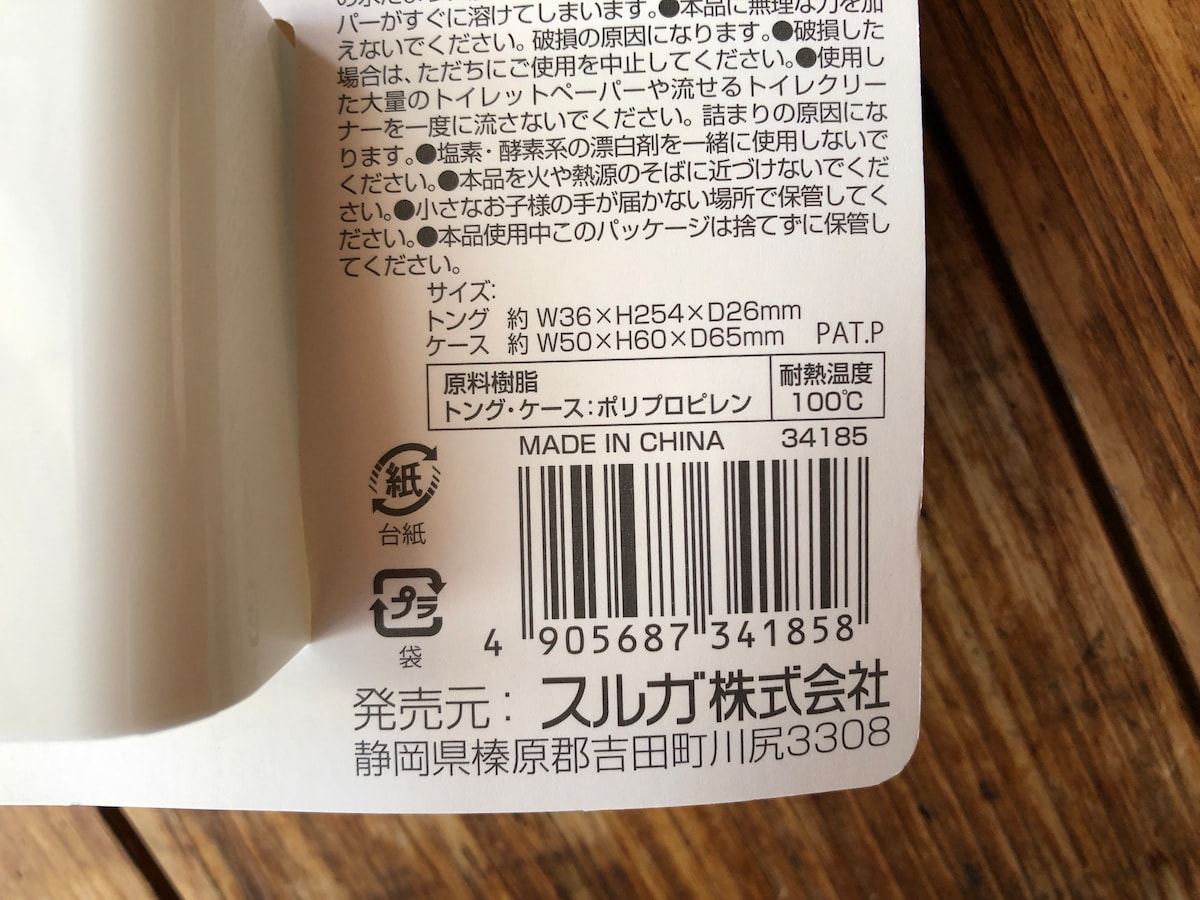 パーがすぐに溶けてしまいます。●本品に無理な力を加
えないでください。破損の原因になります。●破損した
場合は、ただちにご使用を中止してください。●使用し
た大量のトイレットペーパーや流せるトイレクリー
ナーを一度に流さないでください。詰まりの原因にな
ります。●塩素・酵素系の漂白剤を一緒に使用しないで
ください。●本品を火や熱源のそばに近づけないでくだ
さい。●小さなお子様の手が届かない場所で保管してく
ださい。●本品使用中このパッケージは捨てずに保管し
てください。
サイズ:
トング 約 W36×H254×D26mm
ケース 約 W50×H60×D65mm PAT.P
原料樹脂
トング・ケース:ポリプロピレン
耐熱温度
100℃
MADE IN CHINA 34185
紙
台紙
プラ
袋
4 905687 341858
発売元: スルガ株式会社
静岡県榛原郡吉田町川尻3308